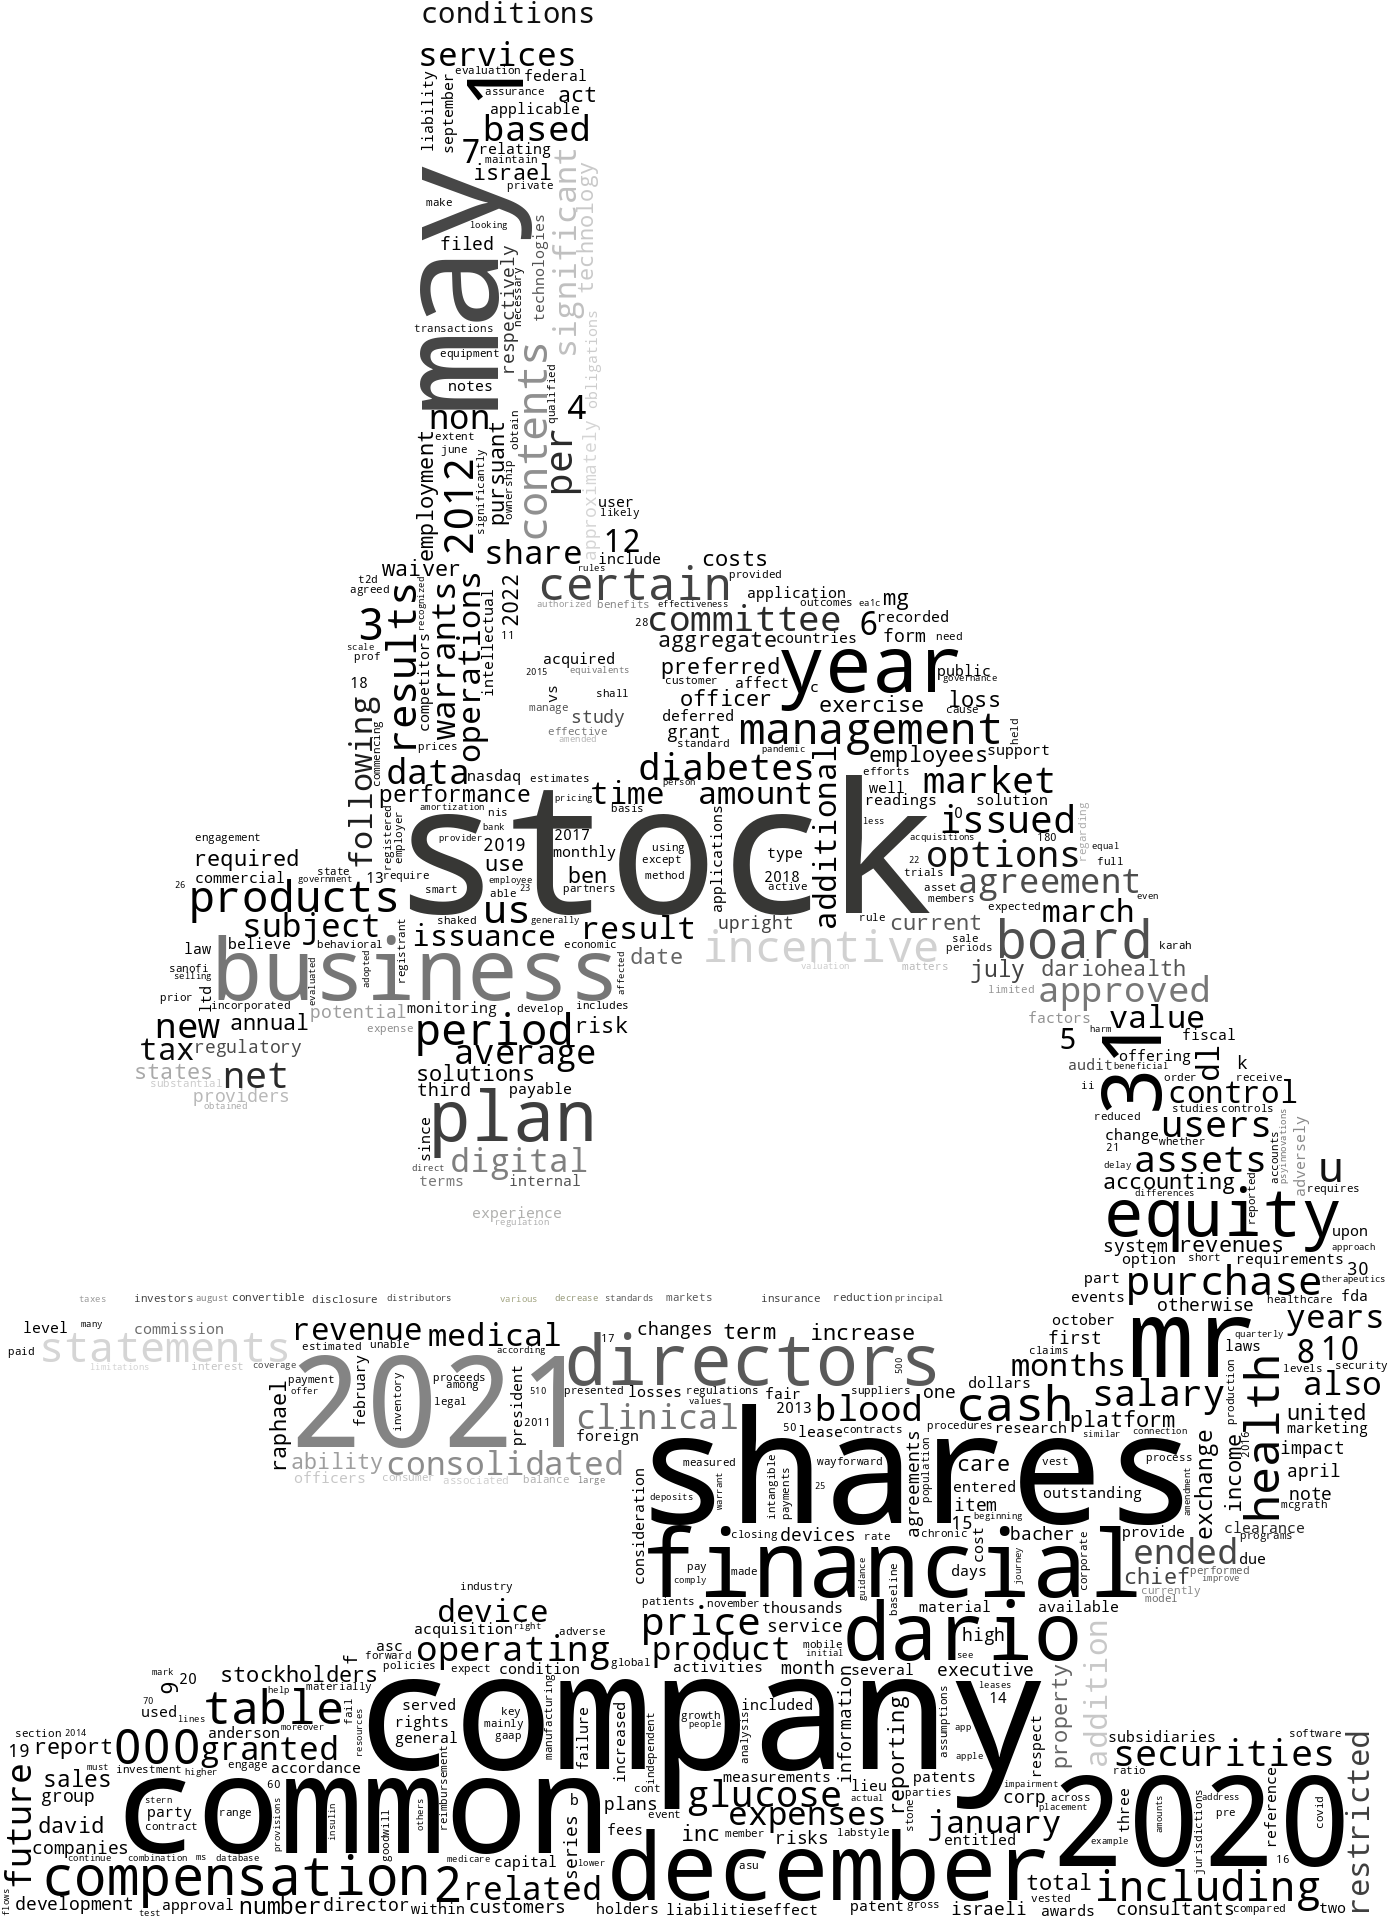 conditions
services
evaluation
federal
liability
september
1
assurance
act
applicable
based
7
relating
maintain
israel
private
make
may
looking
filed
significant
technology
technologies
respectively
necessary
transactions
equipment
notes
contents
qualified
obligations
4
non
extent
june
obtain
per
approximately
employment
2012
significantly
pursuant
ownership
user
likely
12
share
include
costs
waiver
rules
certain
provided
t2d
agreed
results
recognized
warrants
operations
2022
intellectual
11
authorized
benefits
effectiveness
application
outcomes
ea1c
mg
28
committee
6
recorded
3
scale
prof
competitors
aggregate
countries
form
need
year
acquired
2015
equivalents
preferred
public
governance
18
customer
affect
c
vs
shall
officer
exercise
loss
cause
manage
study
deferred
following
commencing
effective
amended
grant
standard
management
held
prices
pandemic
employees
support
data
nasdaq
estimates
diabetes
person
additional
efforts
market
performance
pricing
time
amount
well
readings
solution
stock
amortization
nis
basis
less
0
issued
regarding
registered
employer
bank
provider
2019
2017
monthly
using
except
method
applications
type
2018
active
acquisitions
180
equal
engagement
required
state
commercial
government
13
require
use
employee
smart
able
23
ben
partners
22
options
full
trials
asset
agreement
members
even
26
products
us
shaked
generally
rule
expected
march
subject
registrant
issuance
result
upright
current
economic
incentive
sale
periods
board
karah
law
believe
behavioral
business
evaluated
adopted
affected
date
valuation
matters
july
dariohealth
sanofi
selling
prior
ltd
incorporated
potential
monitoring
develop
includes
limited
approved
new
annual
expense
period
risk
factors
value
tax
regulatory
average
5
harm
31
fiscal
states
substantial
net
solutions
audit
offering
beneficial
dl
k
providers
obtained
third
payable
ii
order
receive
control
plan
since
reduced
studies
controls
users
change
whether
21
accounts
psyinnovations
adversely
direct
digital
delay
assets
u
terms
internal
accounting
differences
reported
requires
experience
regulation
equity
upon
system
revenues
approach
option
short
requirements
30
part
purchase
therapeutics
taxes
investors
august
convertible
disclosure
distributors
various
decrease
standards
markets
insurance
reduction
principal
events
otherwise
healthcare
fda
level
many
commission
revenue
medical
17
changes
term
increase
october
mr
years
paid
statements
estimated
unable
according
directors
first
quarterly
laws
8
10
limitations
interest
coverage
claims
500
months
levels
security
payment
offer
2021
february
proceeds
among
510
presented
losses
regulations
fair
suppliers
one
dollars
salary
production
health
also
raphael
inventory
legal
president
2011
values
2013
blood
cash
platform
united
clinical
50
lease
contracts
procedures
research
similar
connection
marketing
foreign
ability
consolidated
shares
measured
wayforward
agreements
population
care
vest
process
exchange
income
2016
impact
officers
consumer
associated
balance
large
consideration
deposits
warrant
intangible
payments
25
entered
outstanding
amendment
april
item
note
mcgrath
15
beginning
closing
devices
rate
chronic
cost
bacher
provide
clearance
programs
financial
pay
comply
made
guidance
baseline
days
journey
corporate
ended
due
chief
performed
improve
currently
model
industry
patients
november
thousands
material
available
device
price
service
dario
acquisition
right
adverse
high
asc
forward
f
operating
product
mobile
initial
see
addition
policies
expect
condition
global
activities
month
several
executive
mark
20
9
stockholders
help
materially
company
leases
14
property
70
used
lines
table
fail
resources
served
rights
general
key
mainly
gaap
manufacturing
failure
increased
independent
growth
people
analysis
included
information
reporting
assumptions
app
apple
respect
section
2014
anderson
moreover
subsidiaries
software
19
report
000
granted
securities
restricted
must
investment
higher
engage
accordance
reimbursement
measurements
lieu
actual
patents
parties
impairment
ratio
future
sales
group
60
common
cont
glucose
corp
across
placement
2020
address
reference
stern
party
contract
range
provisions
insulin
goodwill
others
b
plans
event
expenses
stone
three
amounts
jurisdictions
pre
covid
david
series
fees
inc
member
risks
labstyle
january
entitled
example
companies
continue
combination
ms
database
medicare
capital
lower
asu
16
compensation
2
related
december
total
including
flows
development
test
approval
number
director
within
customers
holders
liabilities
effect
patent
gross
israeli
vested
awards
consultants
compared
two